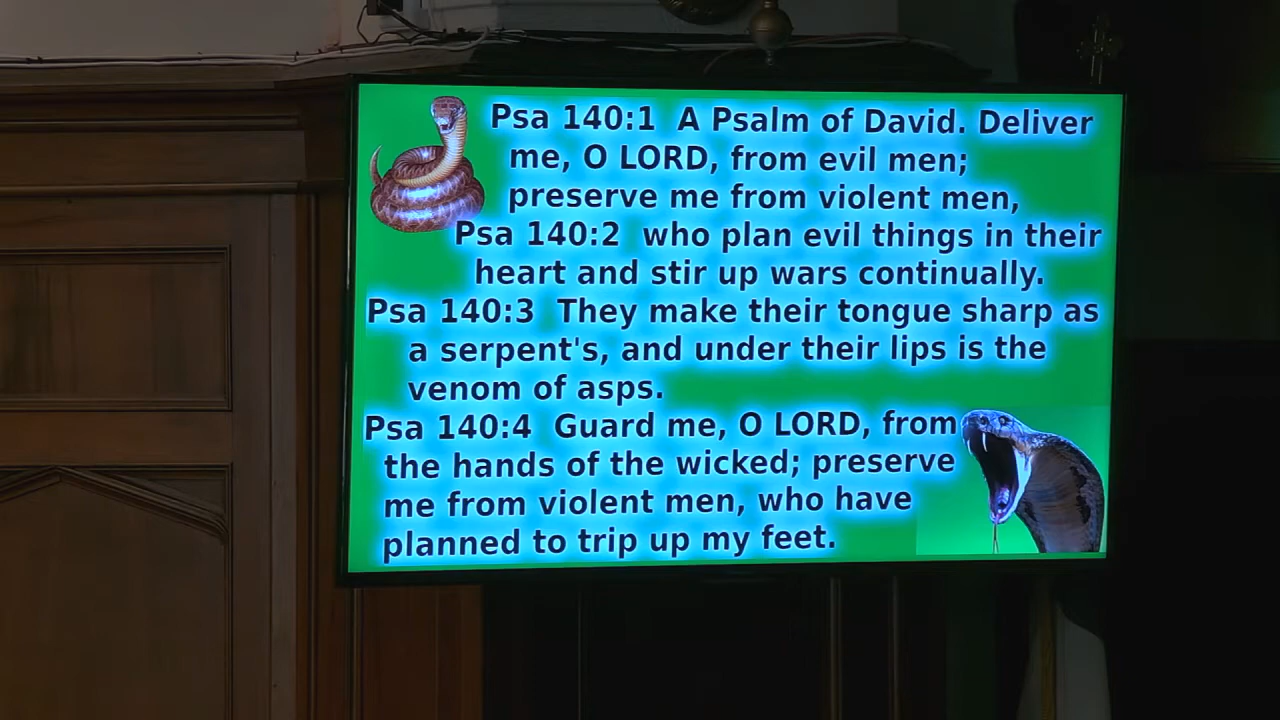 Psa 140:1  A Psalm of David. Deliver
me, O LORD, from evil men;
preserve me from violent men,
Psa 140:2  who plan evil things in their
heart and stir up wars continually.
Psa 140:3  They make their tongue sharp as
a serpent's, and under their lips is the
venom of asps.
Psa 140:4  Guard me, O LORD, from
the hands of the wicked; preserve
me from violent men, who have
planned to trip up my feet.